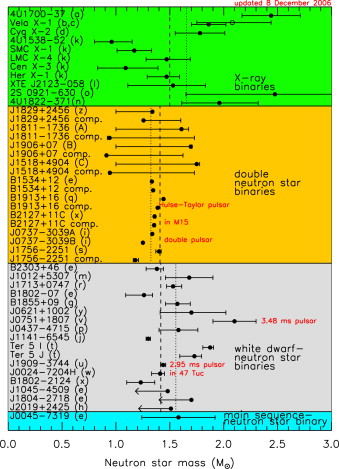 updated 8 December 2006
4U1700-37 (a)
Vela X-1 (b,c)
Cyg X-2 (d)
4U1538-52 (k)
SMC X-1 (k)
LMC X-4 (k)
Cen X-3 (k)
Her X-1 (k)
XTE J2123-058 (l)
2S 0921-630 (o)
4U1822-371(n)
X-ray
binaries
J1829+2456 (z)
J1829+2456 comp.
J1811-1736 (A)
J1811-1736 comp.
J1906+07 (B)
J1906+07 comp.
J1518+4904 (C)
J1518+4904 comp.
B1534+12 (e)
B1534+12 comp.
B1913+16 (q)
B1913+16 comp.
B2127+11C (x)
B2127+11C comp.
J0737-3039A (i)
J0737-3039B (i)
J1756-2251 (s)
J1756-2251 comp.
double
neutron star
binaries
Hulse-Taylor pulsar
in M15
double pulsar
B2303+46 (e)
J1012+5307 (m)
J1713+0747 (r)
B1802-07 (e)
B1855+09 (g)
J0621+1002 (y)
J0751+1807 (v)
J0437-4715 (p)
J1141-6545 (j)
Ter 5 I (t)
Ter 5 J (t)
J1909-3744 (u)
J0024-7204H (w)
B1802-2124 (x)
J1045-4509 (e)
J1804-2718 (e)
J2019+2425 (h)
3.48 ms pulsar
white dwarf-
neutron star
binaries
2.95 ms pulsar
in 47 Tuc
J0045-7319 (e)
main sequence-
neutron star binary
0.0 0.5 1.0 1.5 2.0 2.5 3.0
Neutron star mass (M☉)